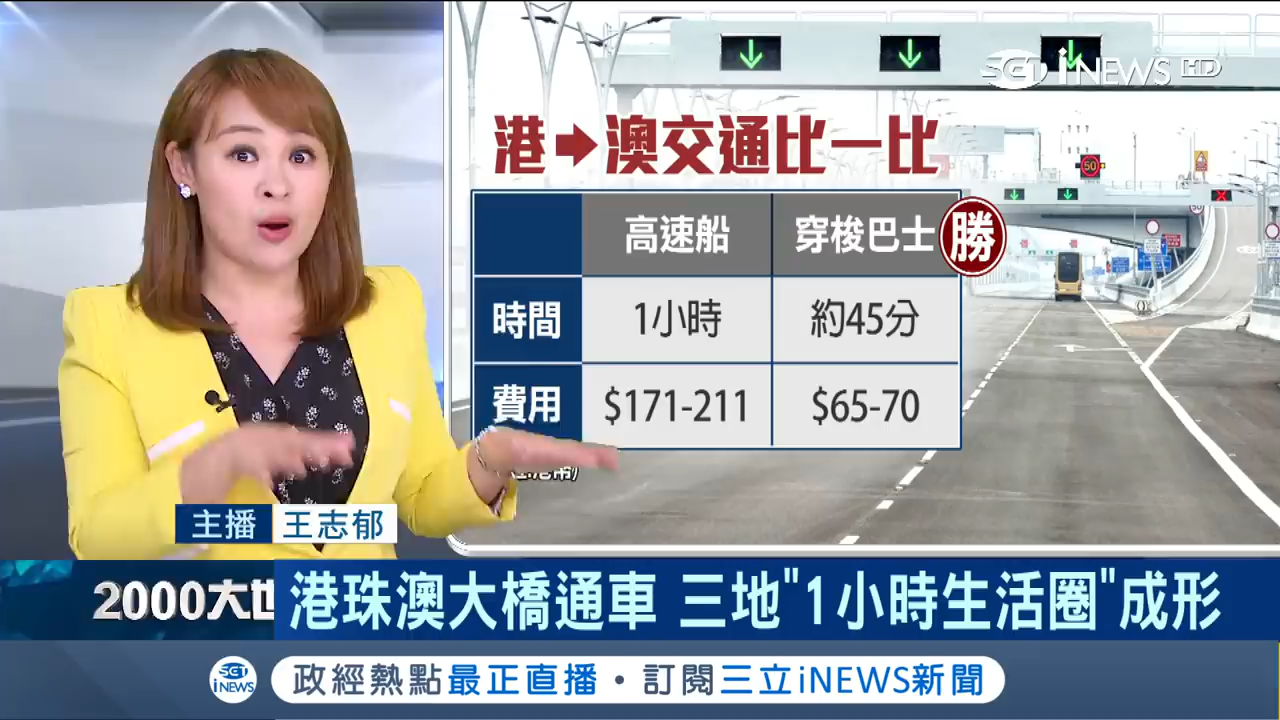 SET iNEWS HD
港➡澳交通比一比
高速船 穿梭巴士 勝
時間 1小時 約45分
費用 $171-211 $65-70
50
主播 王志郁
2000大世
港珠澳大橋通車 三地"1小時生活圈"成形
SET iNEWS 政經熱點最正直播・訂閱三立iNEWS新聞